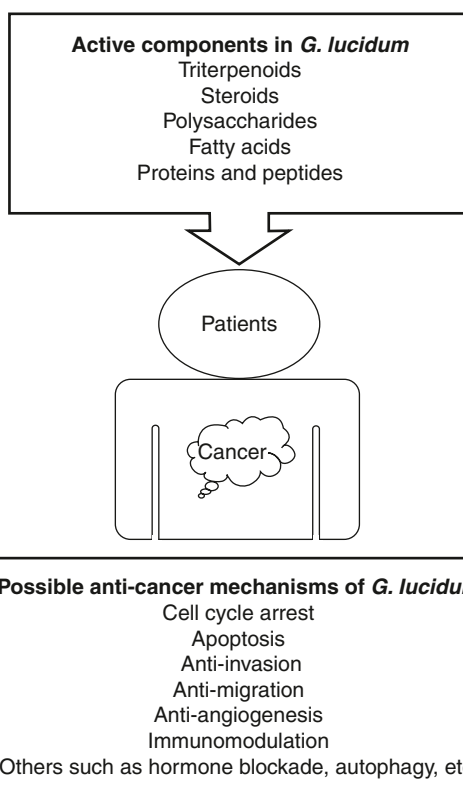 Active components in G. lucidum
Triterpenoids
Steroids
Polysaccharides
Fatty acids
Proteins and peptides
Patients
Cancer
Possible anti-cancer mechanisms of G. lucidu
Cell cycle arrest
Apoptosis
Anti-invasion
Anti-migration
Anti-angiogenesis
Immunomodulation
Others such as hormone blockade, autophagy, et